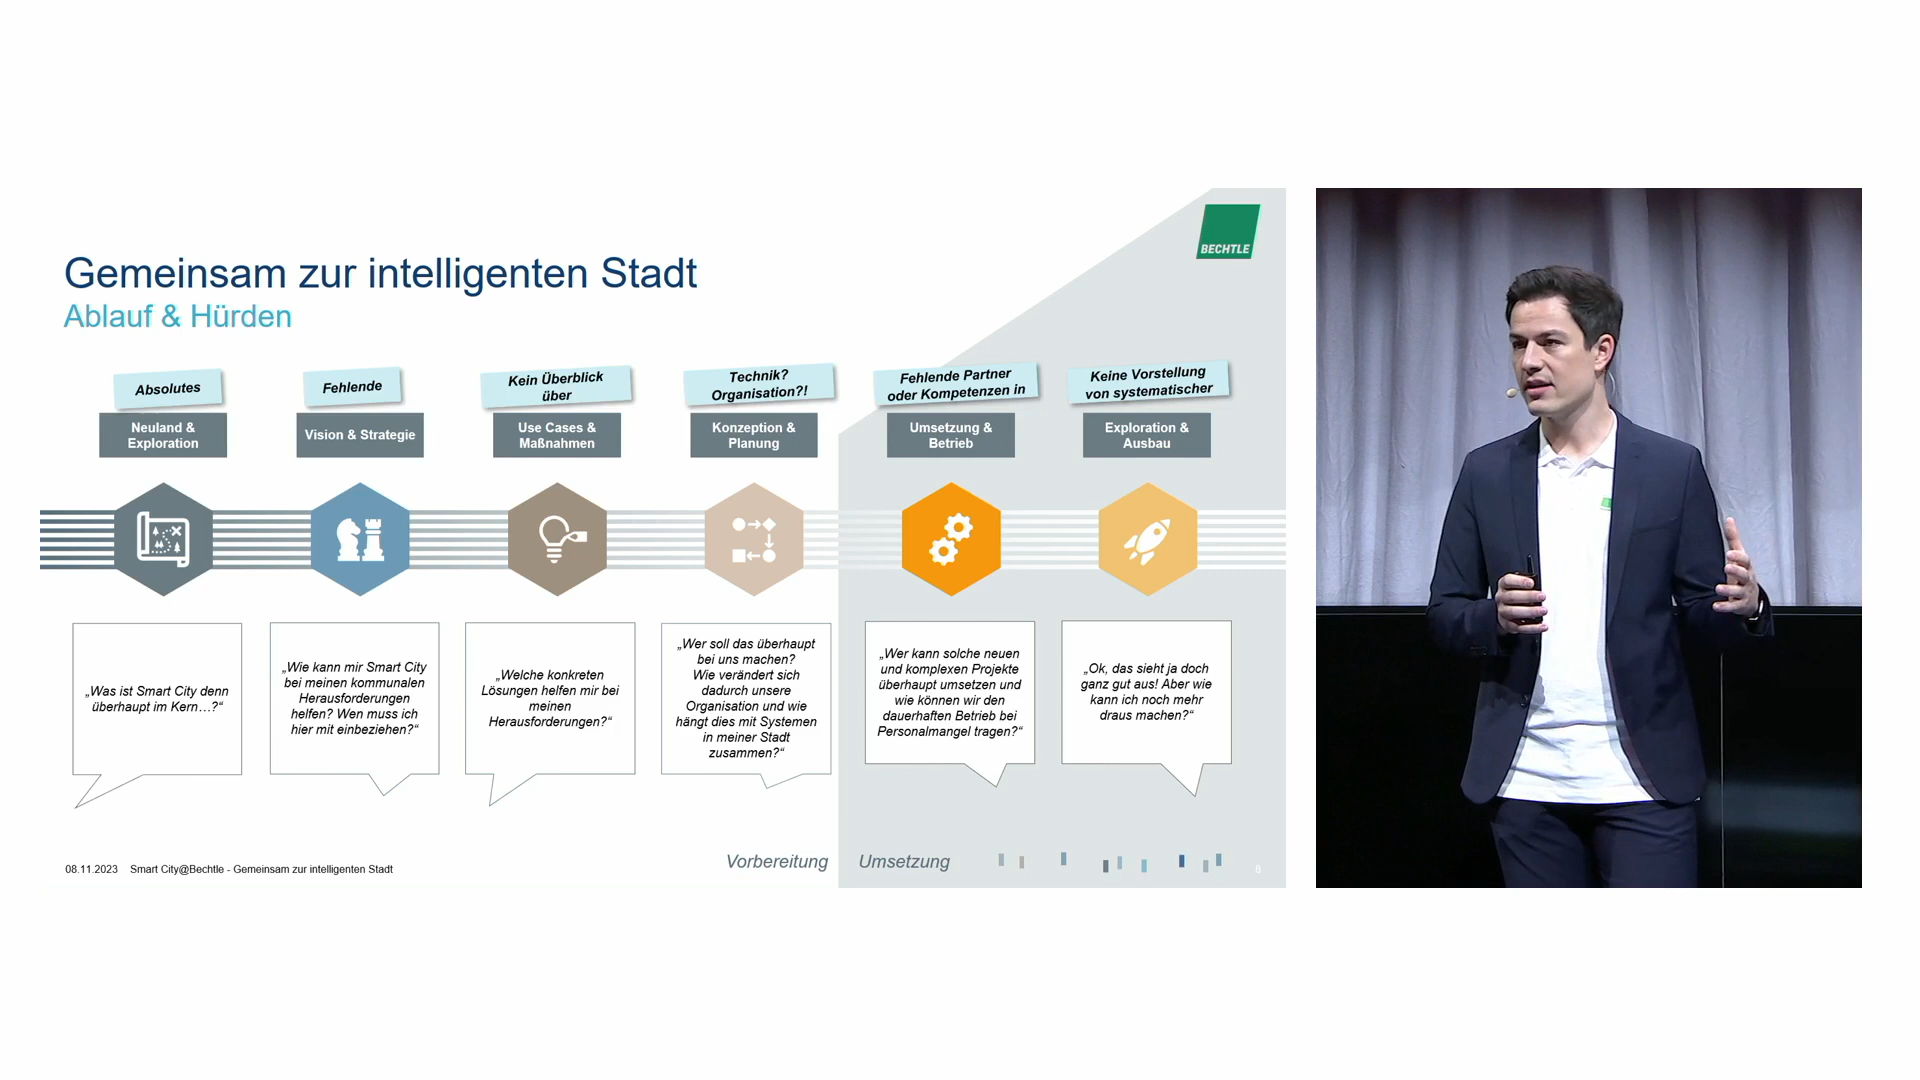 BECHTLE
Gemeinsam zur intelligenten Stadt
Ablauf & Hürden
Absolutes
Neuland &
Exploration
Fehlende
Vision & Strategie
Kein Überblick
über
Use Cases &
Maßnahmen
Technik?
Organisation?!
Konzeption &
Planung
Fehlende Partner
oder Kompetenzen in
Umsetzung &
Betrieb
Keine Vorstellung
von systematischer
Exploration &
Ausbau
„Was ist Smart City denn
überhaupt im Kern…?“
„Wie kann mir Smart City
bei meinen kommunalen
Herausforderungen
helfen? Wen muss ich
hier mit einbeziehen?“
„Welche konkreten
Lösungen helfen mir bei
meinen
Herausforderungen?“
„Wer soll das überhaupt
bei uns machen?
Wie verändert sich
dadurch unsere
Organisation und wie
hängt dies mit Systemen
in meiner Stadt
zusammen?“
„Wer kann solche neuen
und komplexen Projekte
überhaupt umsetzen und
wie können wir den
dauerhaften Betrieb bei
Personalmangel tragen?“
„Ok, das sieht ja doch
ganz gut aus! Aber wie
kann ich noch mehr
draus machen?“
Vorbereitung
Umsetzung
08.11.2023 Smart City@Bechtle - Gemeinsam zur intelligenten Stadt
8